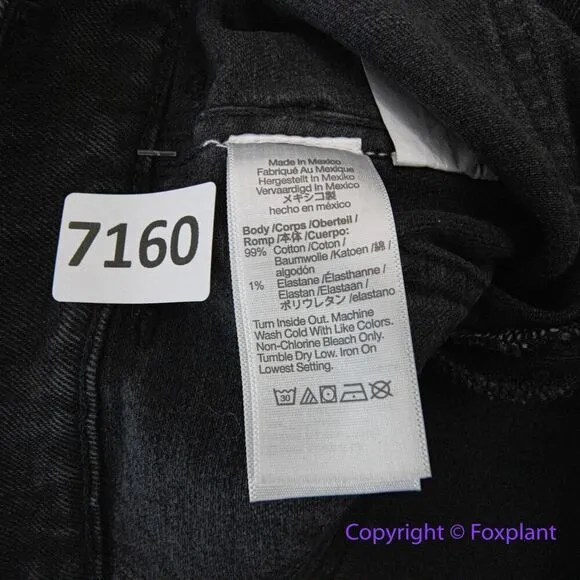 Made In Mexico
Fabriqué Au Mexique
Hergestellt In Mexiko
Vervaardigd In Mexico
メキシコ製
hecho en méxico
Body /Corps /Oberteil /
Romp /本体 /Cuerpo:
99% Cotton /Coton /
Baumwolle /Katoen /綿 /
algodón
1% Elastane /Élasthanne /
Elastan /Elastaan /
ポリウレタン /elastano
Turn Inside Out. Machine
Wash Cold With Like Colors.
Non-Chlorine Bleach Only.
Tumble Dry Low. Iron On
Lowest Setting.
30
7160
Copyright © Foxplant